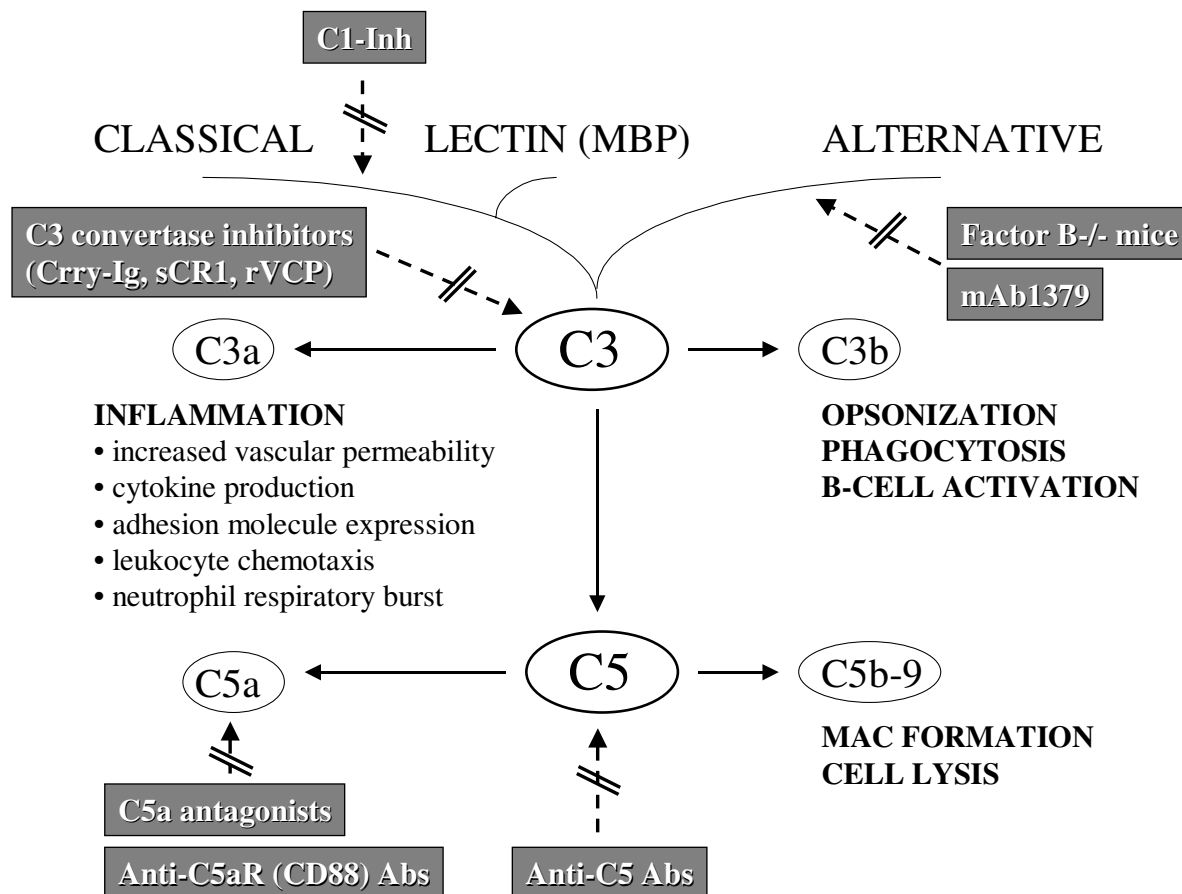 C1-Inh
CLASSICAL
LECTIN (MBP)
ALTERNATIVE
C3 convertase inhibitors
(Crry-Ig, sCR1, rVCP)
Factor B-/- mice
mAb1379
C3a
C3
C3b
INFLAMMATION
• increased vascular permeability
• cytokine production
• adhesion molecule expression
• leukocyte chemotaxis
• neutrophil respiratory burst
OPSONIZATION
PHAGOCYTOSIS
B-CELL ACTIVATION
C5a
C5
C5b-9
MAC FORMATION
CELL LYSIS
C5a antagonists
Anti-C5aR (CD88) Abs
Anti-C5 Abs